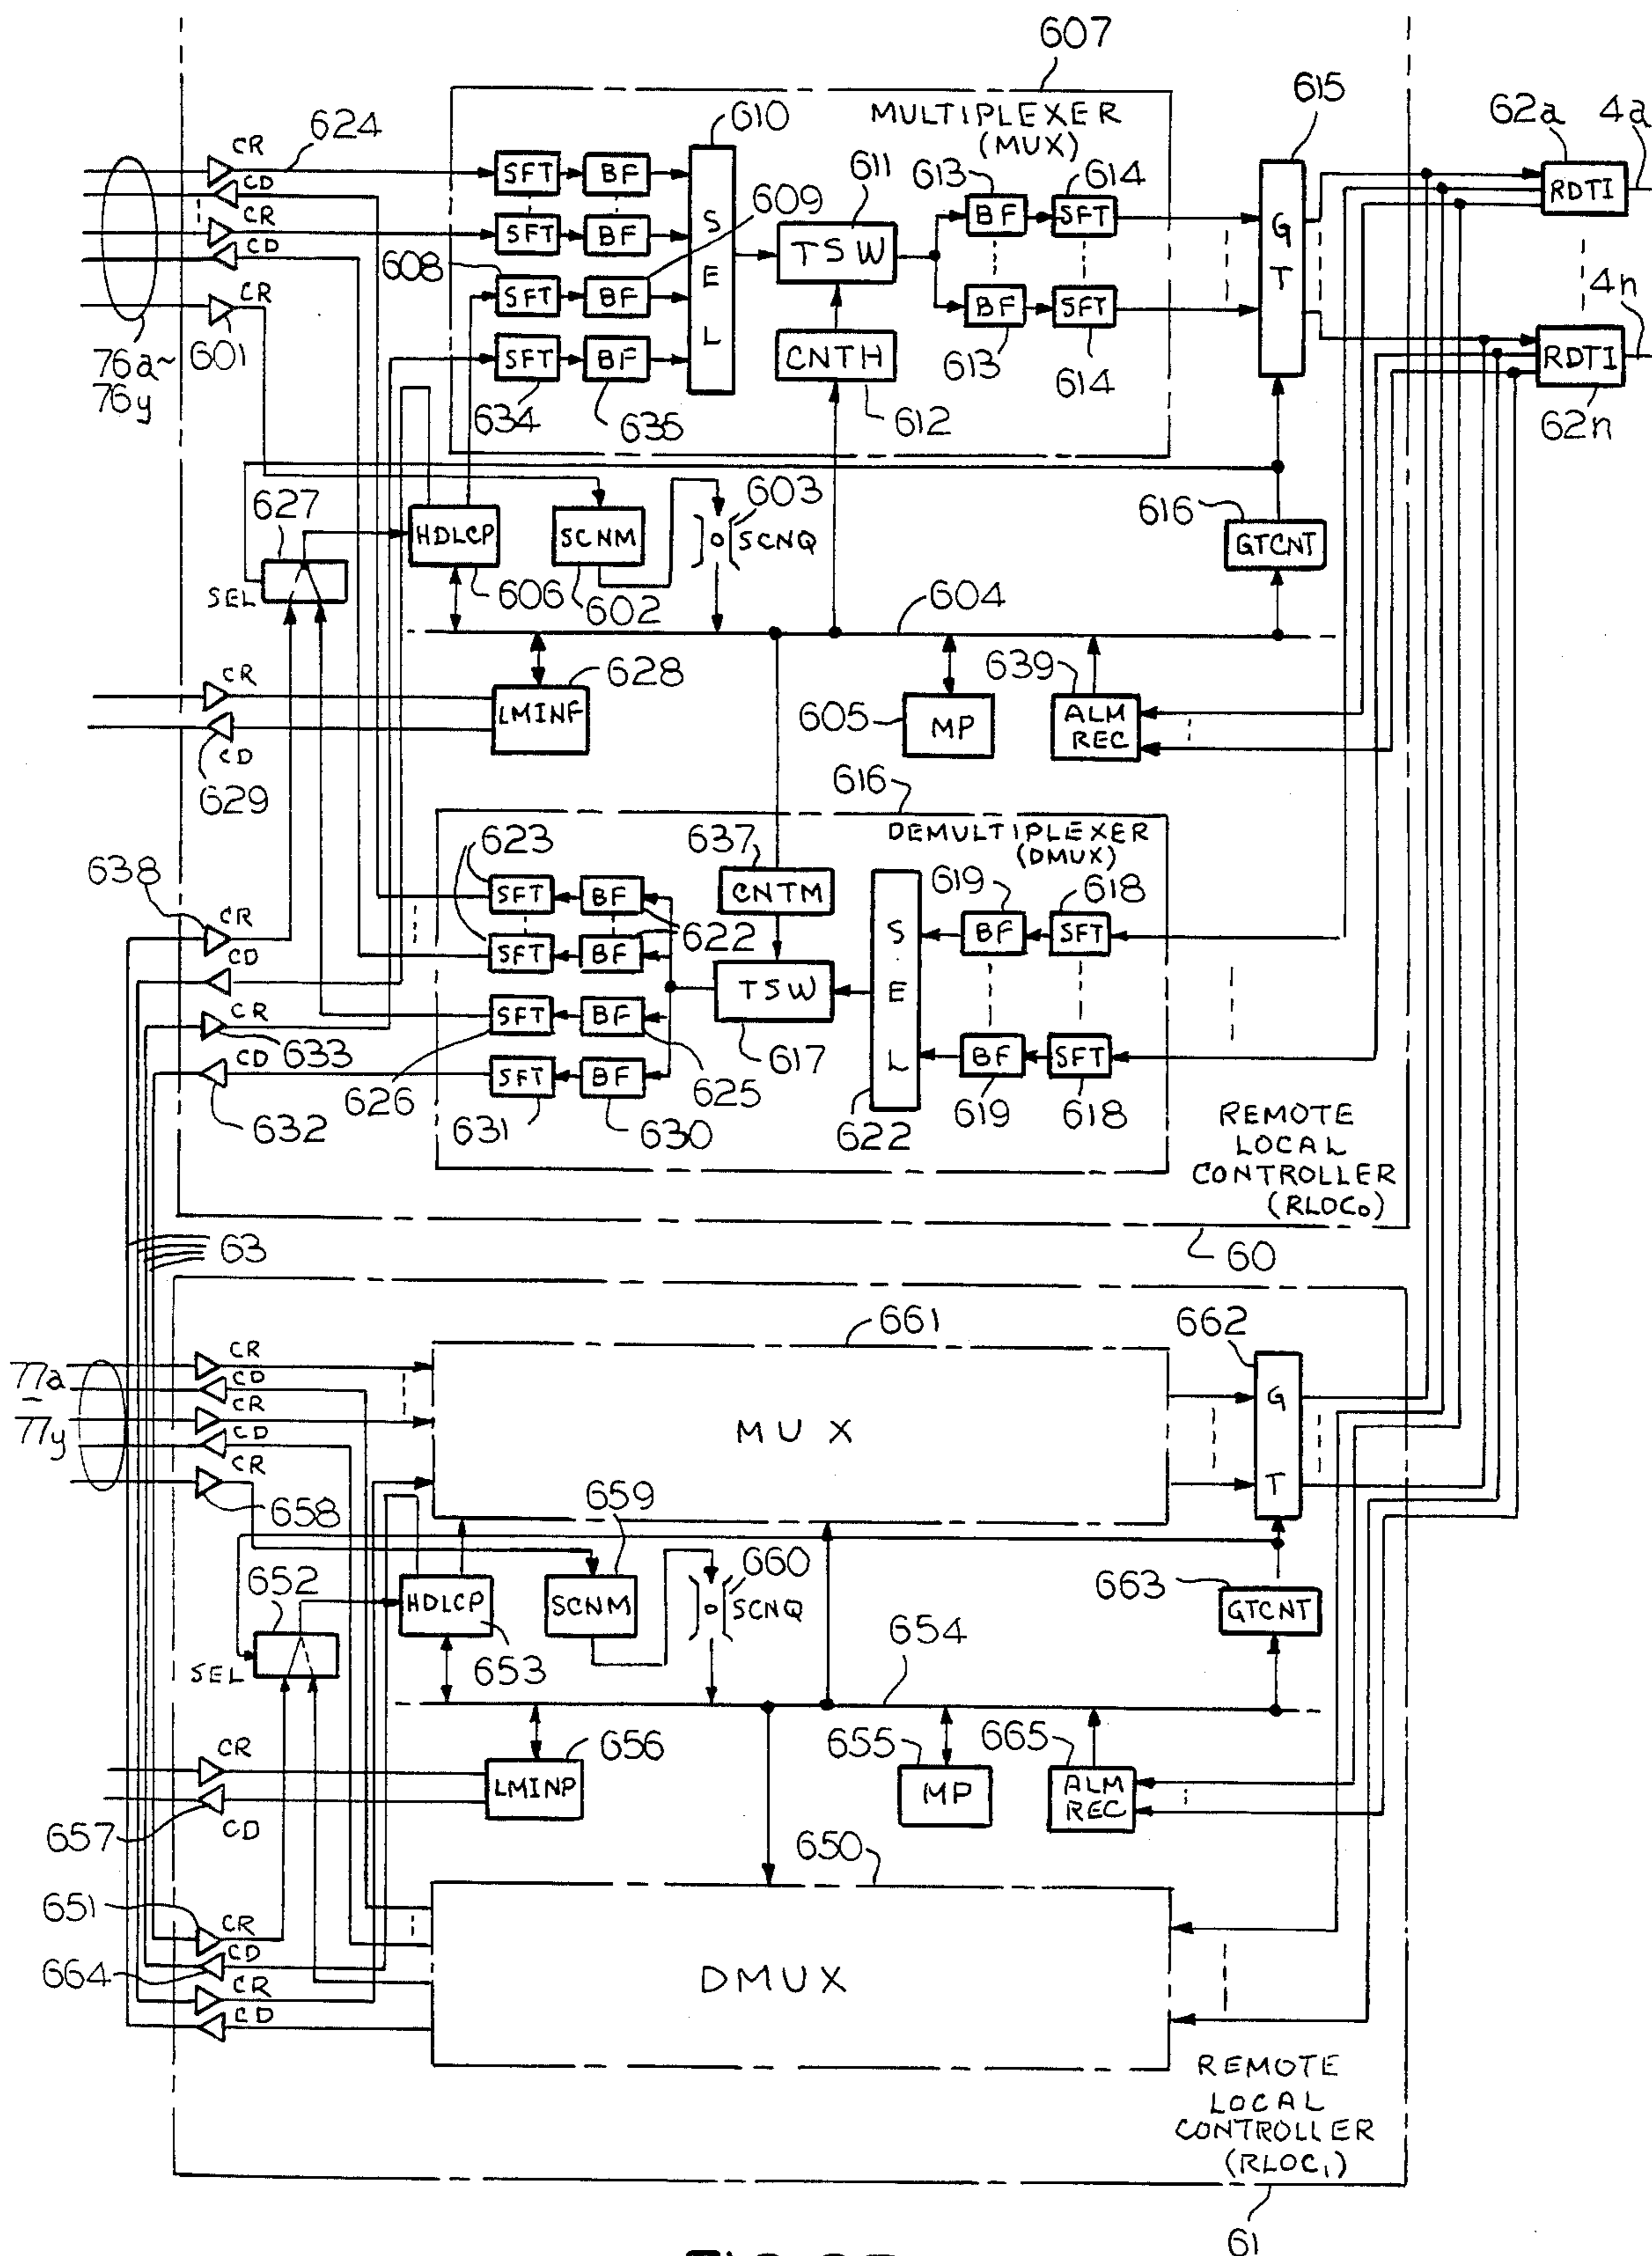 607
615
62a
4a
624
CR
CD
CR
CD
CR
610
MULTIPLEXER
(MUX)
SFT
BF
SFT
BF
608
SFT
BF
609
SFT
BF
634
635
S
E
L
611
TSW
CNTH
612
613
BF
614
SFT
BF
SFT
613
614
G
T
RDTI
4n
RDTI
62n
76a~
76y
601
627
SEL
HDLCP
606
SCNM
602
603
SCNQ
616
GTCNT
604
CR
CD
629
628
LMINF
605
MP
639
ALM
REC
616
DEMULTIPLEXER
(DMUX)
638
CR
CD
CR
633
CD
632
623
SFT
BF
SFT
BF
622
SFT
BF
626
625
SFT
BF
631
630
637
CNTM
TSW
617
S
E
L
622
619
BF
618
SFT
BF
SFT
619
618
REMOTE
LOCAL
CONTROLLER
(RLOC0)
60
63
661
662
77a
-
77y
CR
CD
CR
CD
CR
658
MUX
G
T
659
660
652
SEL
HDLCP
653
SCNM
SCNQ
663
GTCNT
654
CR
CD
657
656
LMINP
655
MP
665
ALM
REC
650
651
CR
CD
664
CR
CD
DMUX
REMOTE
LOCAL
CONTROLLER
(RLOC1)
61